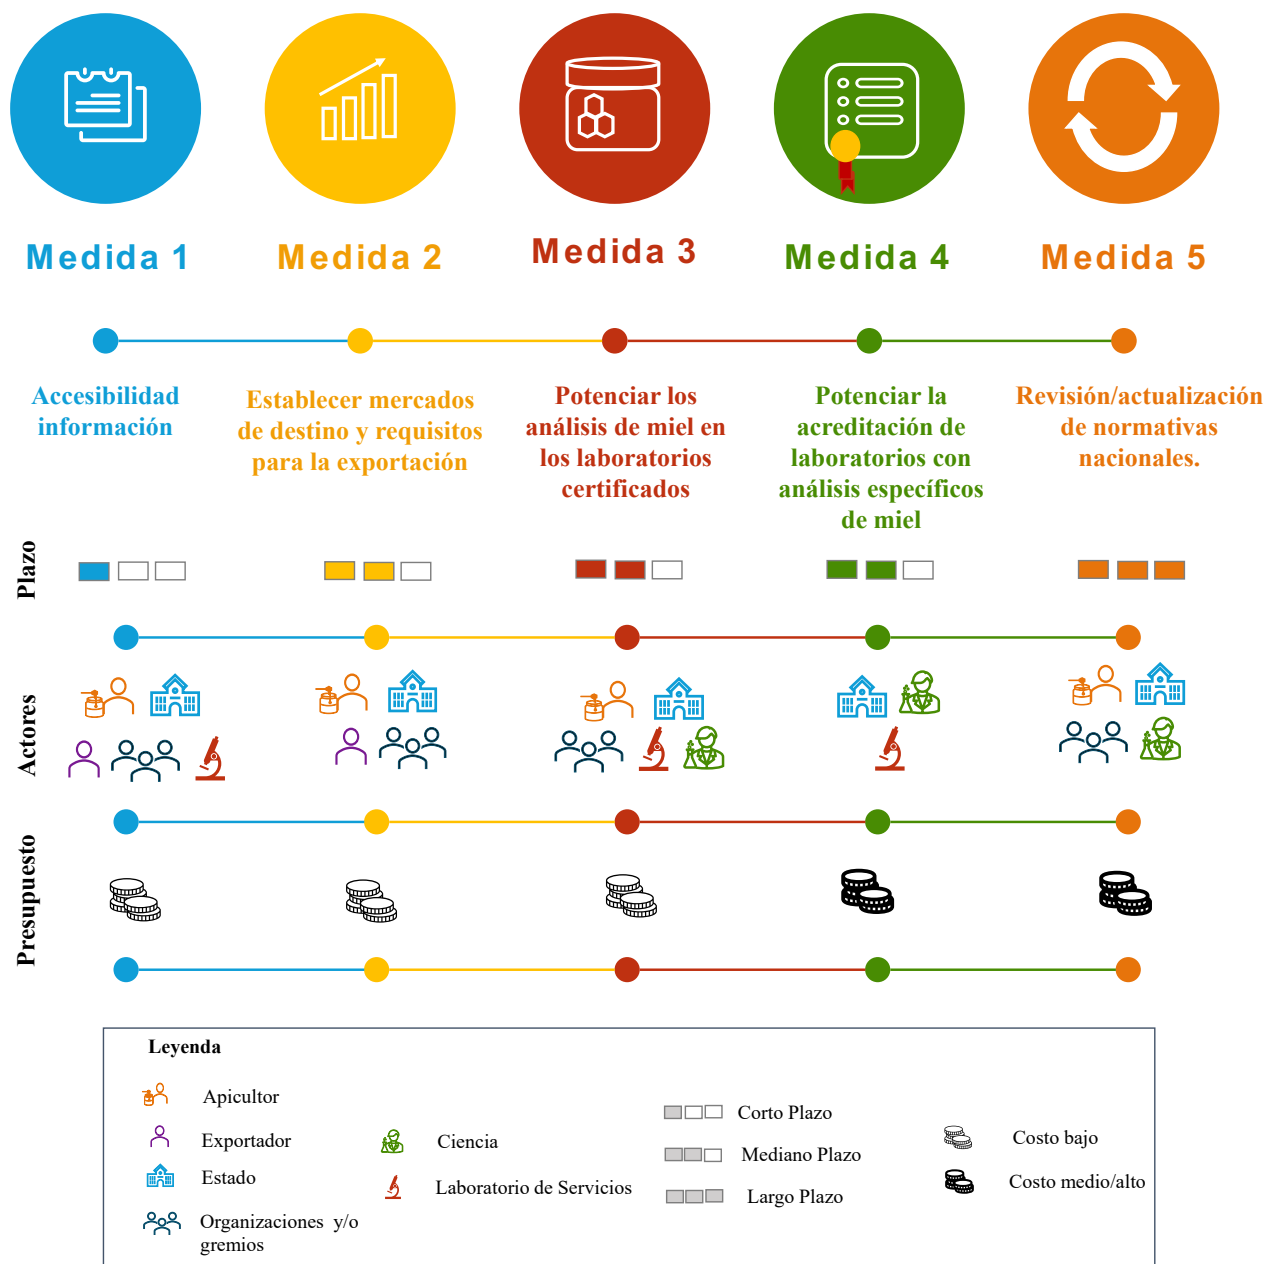 Medida 1
Medida 2
Medida 3
Medida 4
Medida 5
Accesibilidad
información
Establecer mercados
de destino y requisitos
para la exportación
Potenciar los
análisis de miel en
los laboratorios
certificados
Potenciar la
acreditación de
laboratorios con
análisis específicos
de miel
Revisión/actualización
de normativas
nacionales.
Plazo
Actores
Presupuesto
Leyenda
Apicultor
Exportador
Estado
Organizaciones y/o
gremios
Ciencia
Laboratorio de Servicios
Corto Plazo
Mediano Plazo
Largo Plazo
Costo bajo
Costo medio/alto